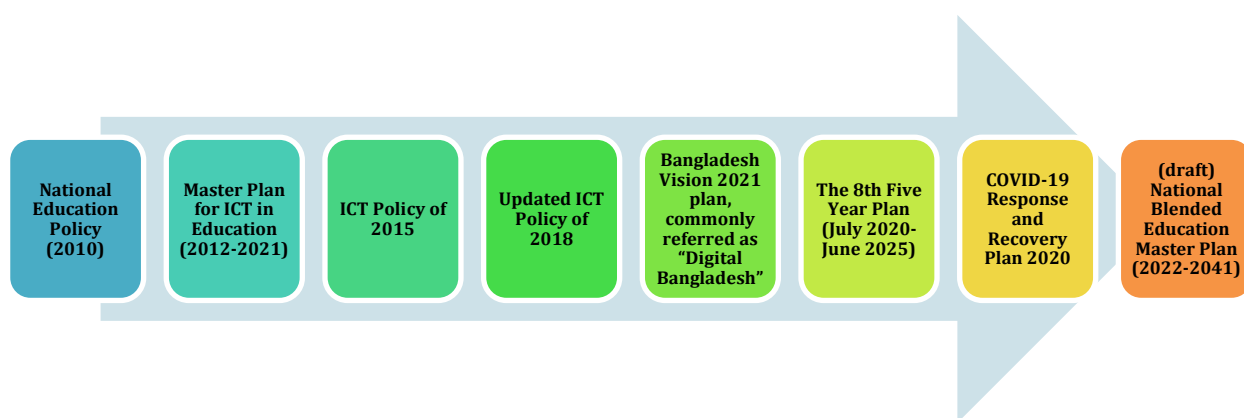 National
Education
Policy
(2010)
Master Plan
for ICT in
Education
(2012-2021)
ICT Policy of
2015
Updated ICT
Policy of
2018
Bangladesh
Vision 2021
plan,
commonly
referred as
“Digital
Bangladesh”
The 8th Five
Year Plan
(July 2020-
June 2025)
COVID-19
Response
and
Recovery
Plan 2020
(draft)
National
Blended
Education
Master Plan
(2022-2041)